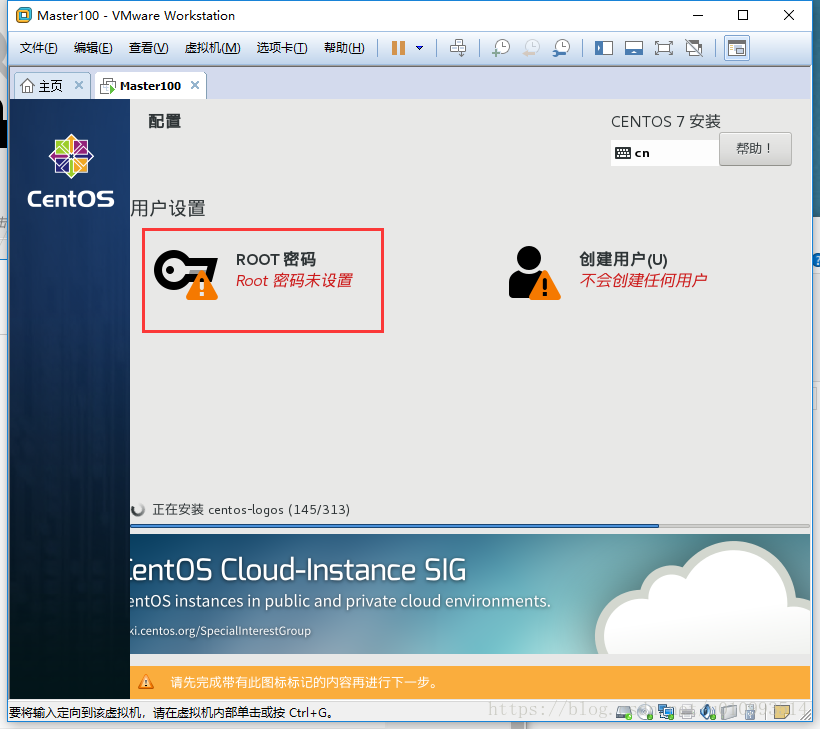 Master100 - VMware Workstation
文件(F) 编辑(E) 查看(V) 虚拟机(M) 选项卡(T) 帮助(H)
主页 Master100
配置
CENTOS 7 安装
cn
帮助！
CentOS
用户设置
ROOT 密码
Root 密码未设置
创建用户(U)
不会创建任何用户
正在安装 centos-logos (145/313)
CentOS Cloud-Instance SIG
entOS instances in public and private cloud environments.
ki.centos.org/SpecialInterestGroup
请先完成带有此图标标记的内容再进行下一步。
要将输入定向到该虚拟机，请在虚拟机内部单击或按 Ctrl+G。
https://blog.